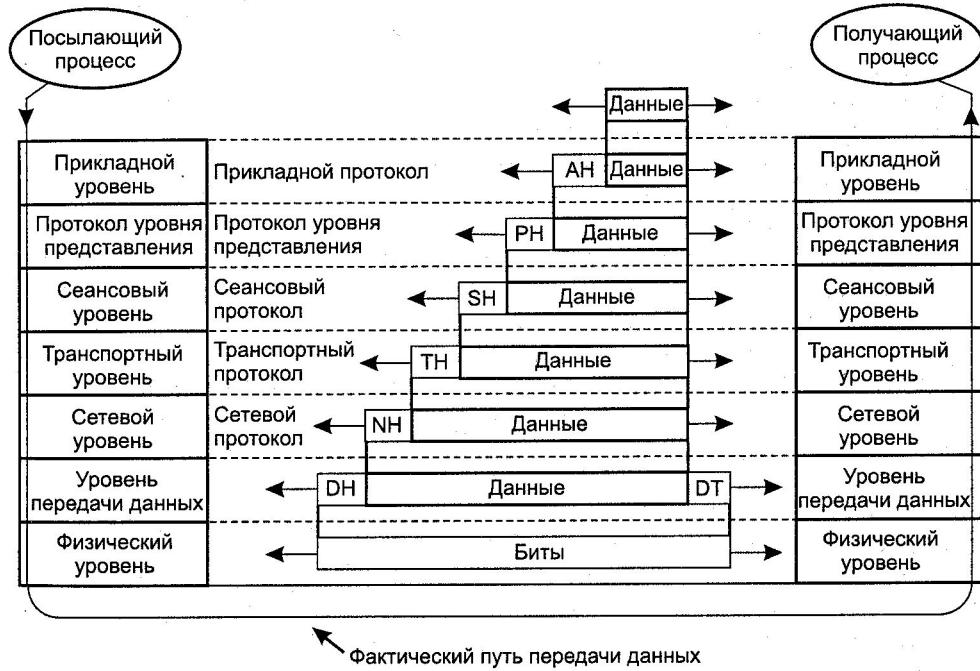 Посылающий
процесс
Получающий
процесс
Данные
Прикладной
уровень
Прикладной протокол
AH
Данные
Прикладной
уровень
Протокол уровня
представления
Протокол уровня
представления
PH
Данные
Протокол уровня
представления
Сеансовый
уровень
Сеансовый
протокол
SH
Данные
Сеансовый
уровень
Транспортный
уровень
Транспортный
протокол
TH
Данные
Транспортный
уровень
Сетевой
уровень
Сетевой
протокол
NH
Данные
Сетевой
уровень
Уровень
передачи данных
DH
Данные
DT
Уровень
передачи данных
Физический
уровень
Биты
Физический
уровень
Фактический путь передачи данных